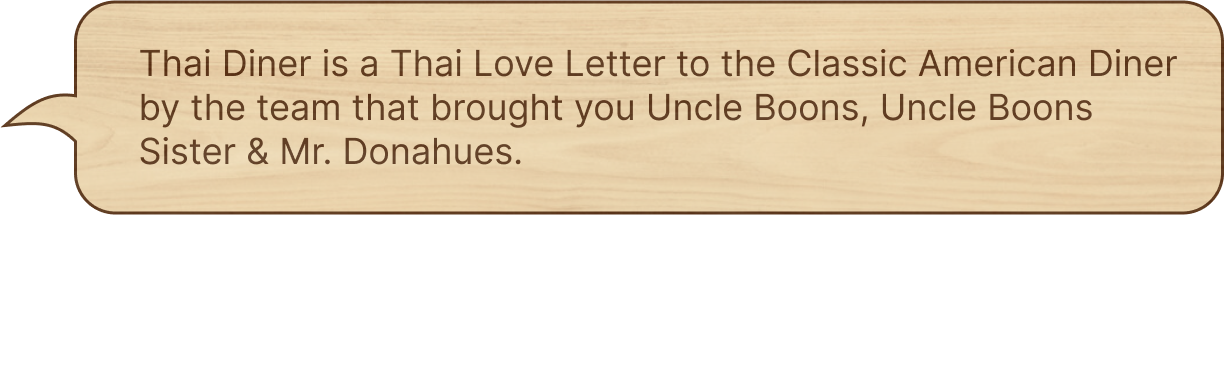 Thai Diner is a Thai Love Letter to the Classic American Diner
by the team that brought you Uncle Boons, Uncle Boons
Sister & Mr. Donahues.